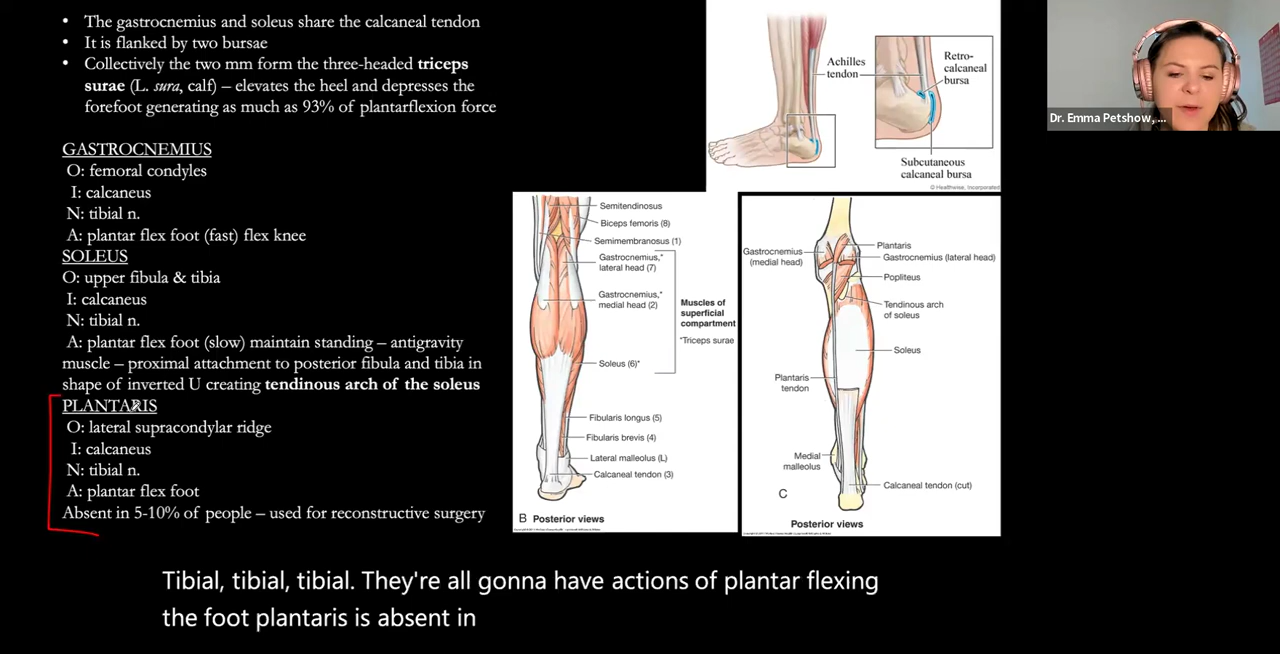 • The gastrocnemius and soleus share the calcaneal tendon
• It is flanked by two bursae
• Collectively the two mm form the three-headed triceps
surae (L. sura, calf) – elevates the heel and depresses the
forefoot generating as much as 93% of plantarflexion force
GASTROCNEMIUS
O: femoral condyles
I: calcaneus
N: tibial n.
A: plantar flex foot (fast) flex knee
SOLEUS
O: upper fibula & tibia
I: calcaneus
N: tibial n.
A: plantar flex foot (slow) maintain standing – antigravity
muscle – proximal attachment to posterior fibula and tibia in
shape of inverted U creating tendinous arch of the soleus
PLANTARIS
O: lateral supracondylar ridge
I: calcaneus
N: tibial n.
A: plantar flex foot
Absent in 5-10% of people – used for reconstructive surgery
Achilles
tendon
Retro-
calcaneal
bursa
Subcutaneous
calcaneal bursa
© Healthwise, Incorporated
Dr. Emma Petshow, ...
Semitendinosus
Biceps femoris (8)
Semimembranosus (1)
Gastrocnemius,*
lateral head (7)
Gastrocnemius,*
medial head (2)
Muscles of
superficial
compartment
*Triceps surae
Soleus (6)*
Fibularis longus (5)
Fibularis brevis (4)
Lateral malleolus (L)
Calcaneal tendon (3)
B Posterior views
Gastrocnemius
(medial head)
Plantaris
Gastrocnemius (lateral head)
Popliteus
Tendinous arch
of soleus
Soleus
Plantaris
tendon
Medial
malleolus
Calcaneal tendon (cut)
C
Posterior views
Tibial, tibial, tibial. They're all gonna have actions of plantar flexing
the foot plantaris is absent in